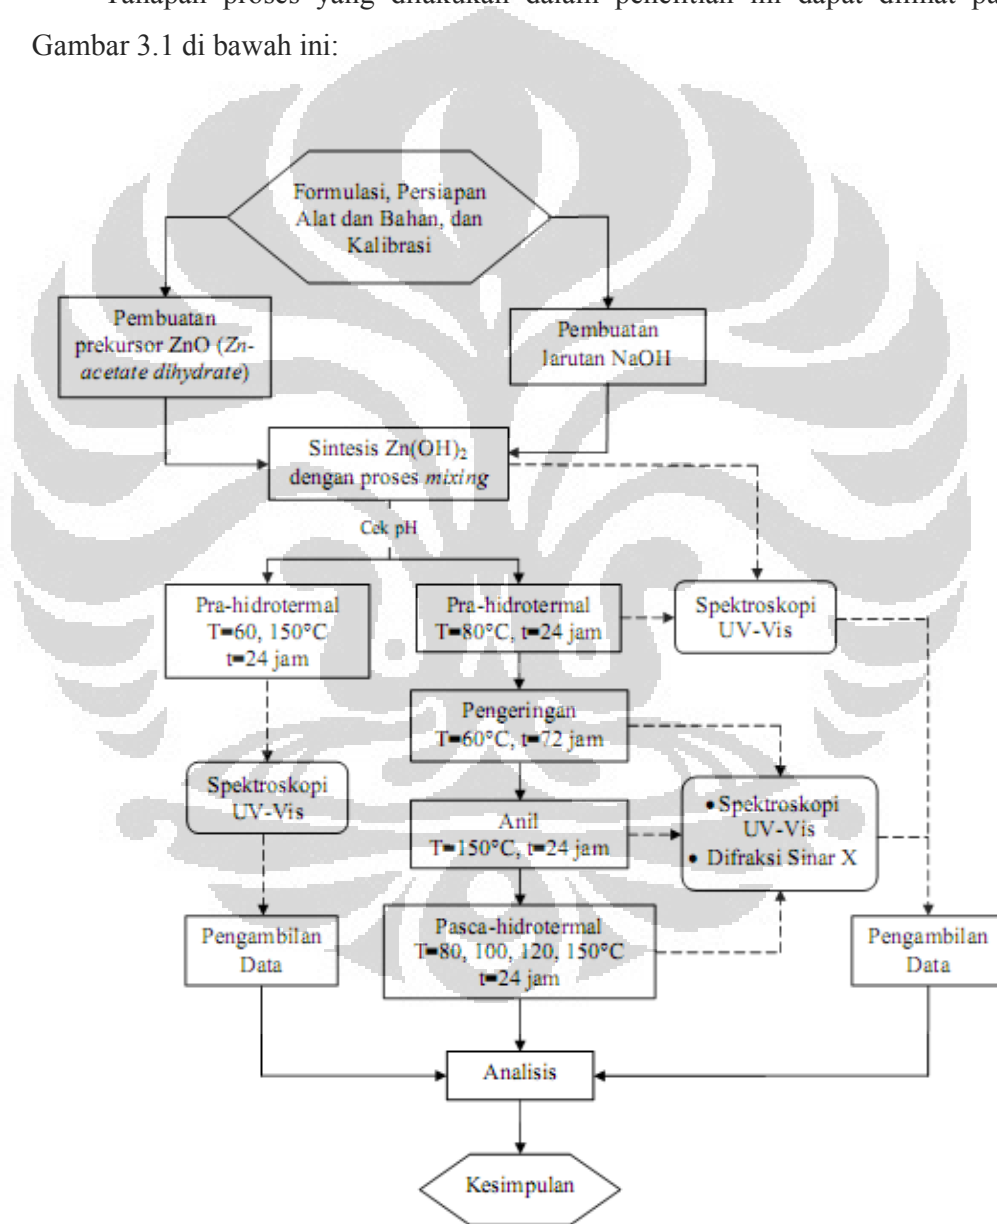 Tahapan proses yang dilakukan dalam penelitian ini dapat dilihat
Gambar 3.1 di bawah ini:
Formulasi, Persiapan
Alat dan Bahan, dan
Kalibrasi
Pembuatan
prekursor ZnO (Zn-
acetate dihydrate)
Pembuatan
larutan NaOH
Sintesis Zn(OH)₂
dengan proses mixing
Cek pH
Pra-hidrotermal
T=60, 150°C
t=24 jam
Pra-hidrotermal
T=80°C, t=24 jam
Spektroskopi
UV-Vis
Pengeringan
T=60°C, t=72 jam
Spektroskopi
UV-Vis
Anil
T=150°C, t=24 jam
• Spektroskopi
UV-Vis
• Difraksi Sinar X
Pengambilan
Data
Pasca-hidrotermal
T=80, 100, 120, 150°C
t=24 jam
Pengambilan
Data
Analisis
Kesimpulan